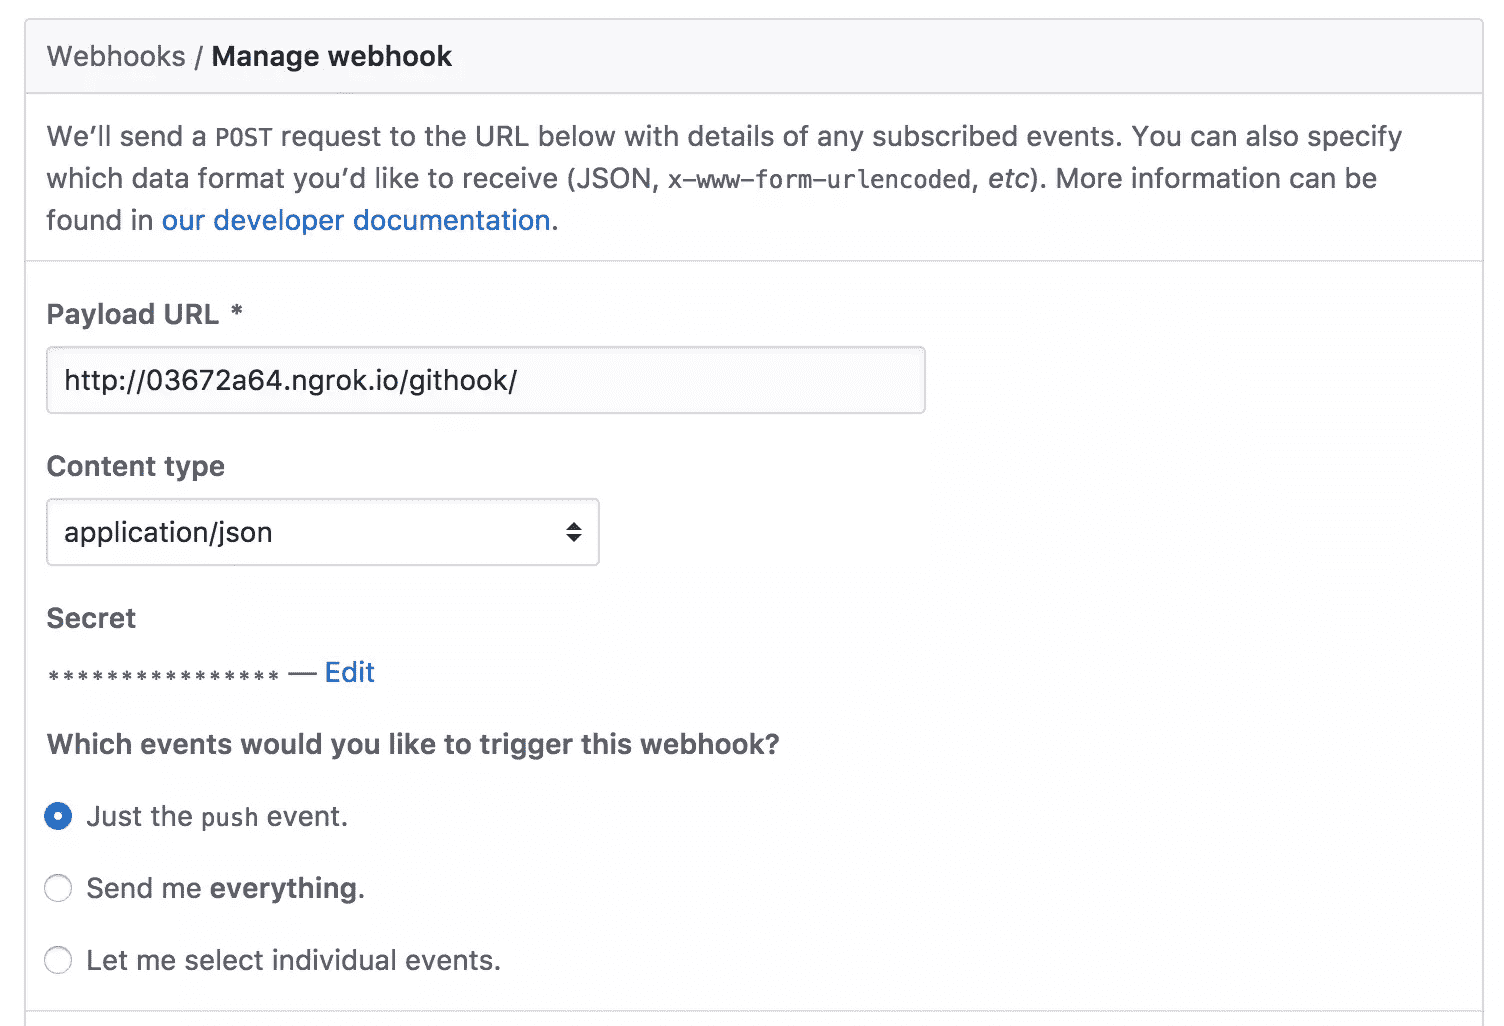 Webhooks / Manage webhook
We’ll send a POST request to the URL below with details of any subscribed events. You can also specify
which data format you’d like to receive (JSON, x-www-form-urlencoded, etc). More information can be
found in our developer documentation.
Payload URL *
http://03672a64.ngrok.io/githook/
Content type
application/json
Secret
**************** — Edit
Which events would you like to trigger this webhook?
Just the push event.
Send me everything.
Let me select individual events.